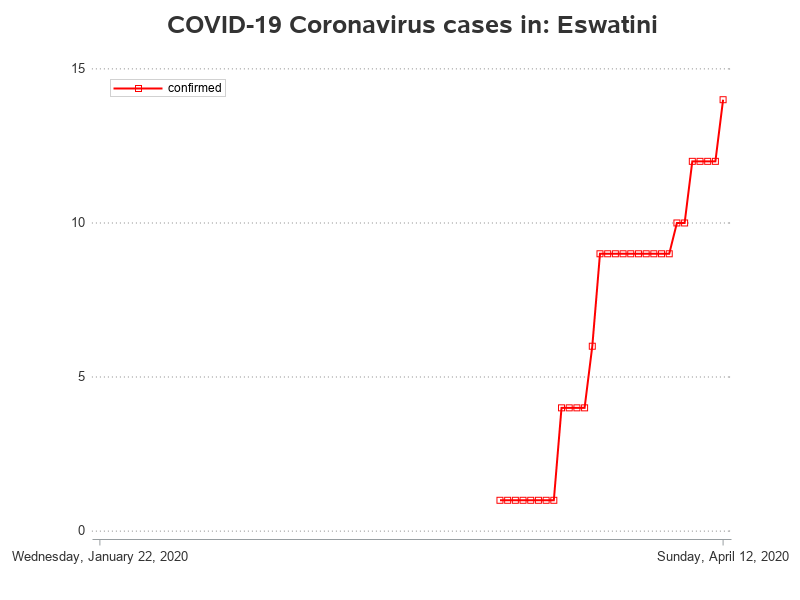 COVID-19 Coronavirus cases in: Eswatini
15
confirmed
10
5
0
Wednesday, January 22, 2020
Sunday, April 12, 2020